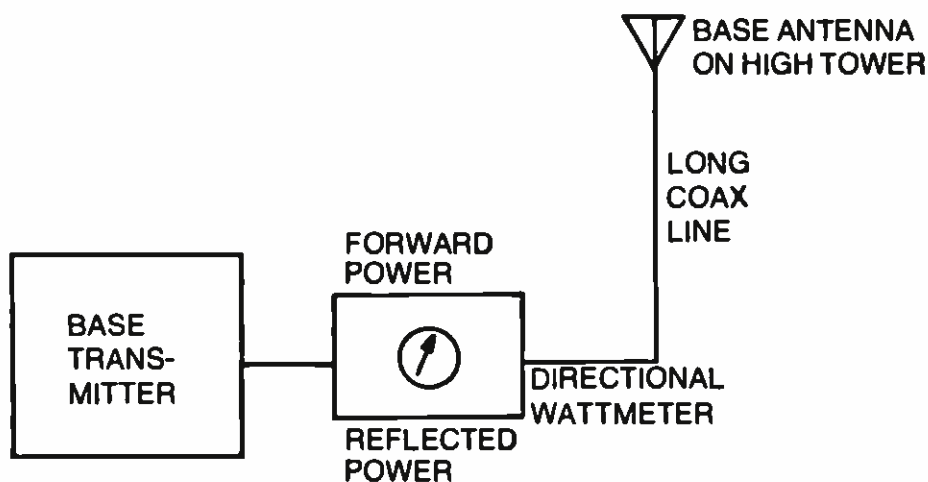 BASE ANTENNA
ON HIGH TOWER
LONG
COAX
LINE
FORWARD
POWER
BASE
TRANS-
MITTER
DIRECTIONAL
WATTMETER
REFLECTED
POWER